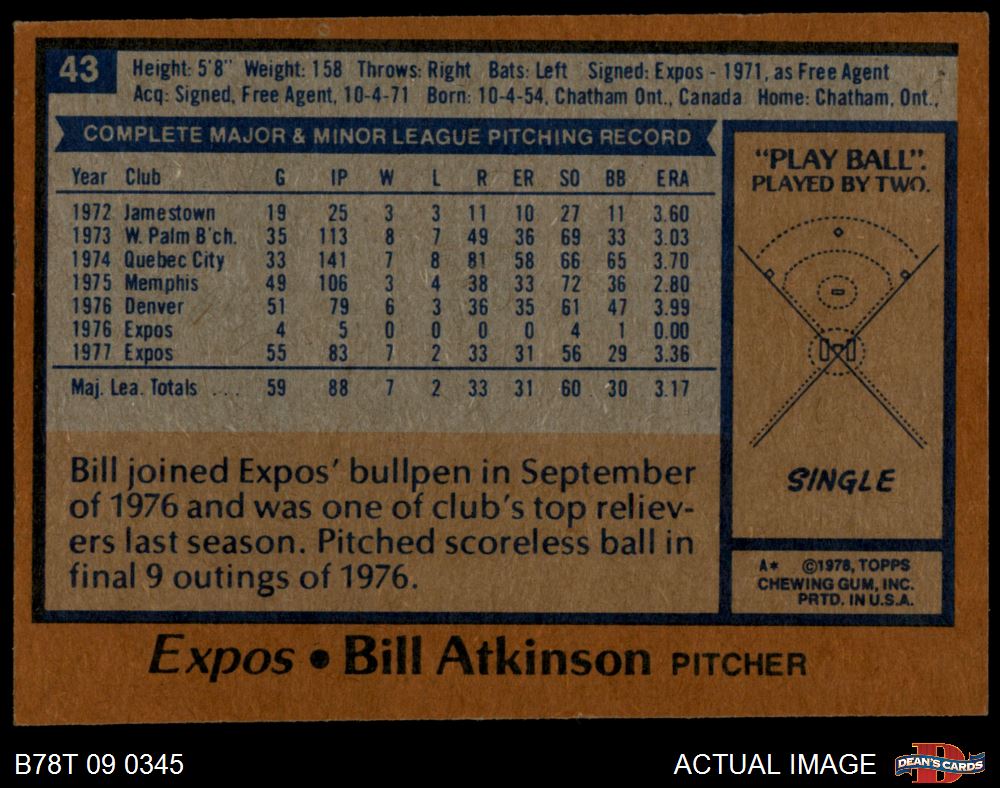 43
Height: 5'8" Weight: 158 Throws: Right Bats: Left Signed: Expos - 1971, as Free Agent
Acq: Signed, Free Agent, 10-4-71 Born: 10-4-54, Chatham Ont., Canada Home: Chatham, Ont.,
COMPLETE MAJOR & MINOR LEAGUE PITCHING RECORD
Year Club G IP W L R ER SO BB ERA
1972 Jamestown 19 25 3 3 11 10 27 11 3.60
1973 W. Palm B'ch. 35 113 8 7 49 36 69 33 3.03
1974 Quebec City 33 141 7 8 81 58 66 65 3.70
1975 Memphis 49 106 3 4 38 33 72 36 2.80
1976 Denver 51 79 6 3 36 35 61 47 3.99
1976 Expos 4 5 0 0 0 0 4 1 0.00
1977 Expos 55 83 7 2 33 31 56 29 3.36
Maj. Lea. Totals .... 59 88 7 2 33 31 60 30 3.17
Bill joined Expos' bullpen in September
of 1976 and was one of club's top reliev-
ers last season. Pitched scoreless ball in
final 9 outings of 1976.
"PLAY BALL":
PLAYED BY TWO.
SINGLE
A* ©1978, TOPPS
CHEWING GUM, INC.
PRTD. IN U.S.A.
Expos • Bill Atkinson PITCHER
B78T 09 0345
ACTUAL IMAGE
DEAN'S CARDS